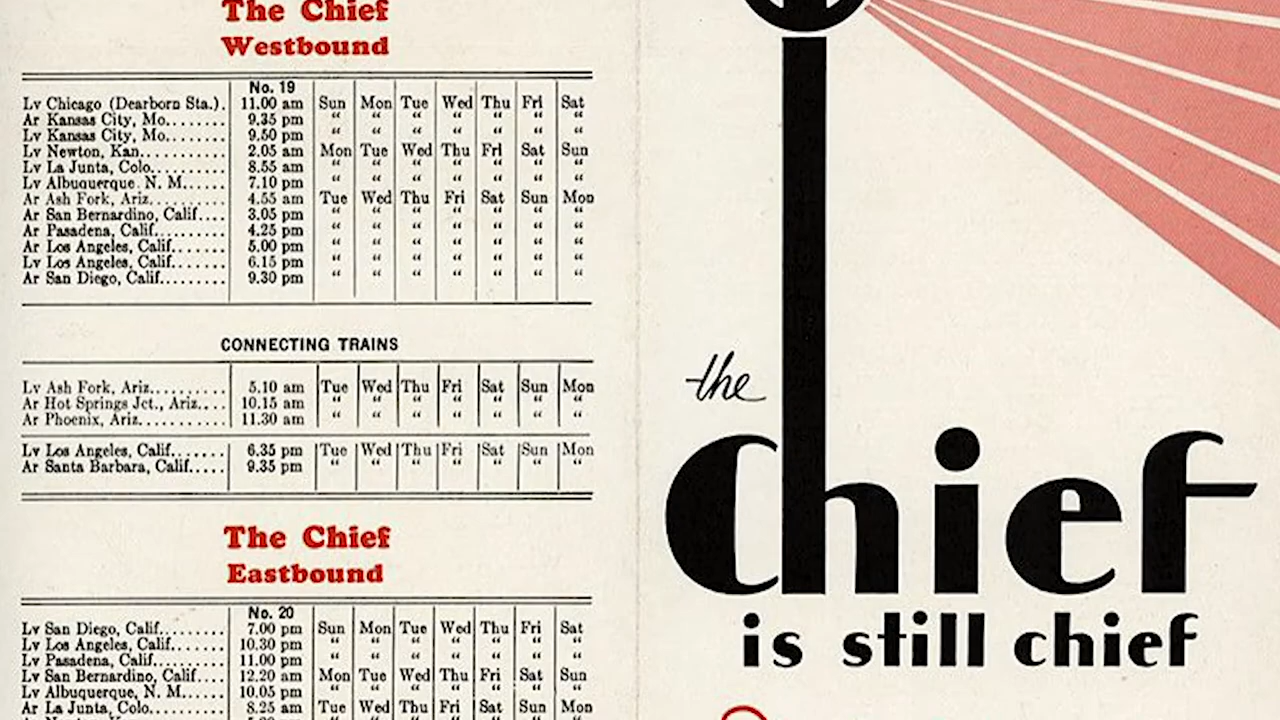 The Chief
Westbound
No. 19
Lv Chicago (Dearborn Sta.). 11.00 am Sun Mon Tue Wed Thu Fri Sat
Ar Kansas City, Mo........ 9.35 pm “ “ “ “ “ “ “
Lv Kansas City, Mo........ 9.50 pm “ “ “ “ “ “ “
Lv Newton, Kan........... 2.05 am Mon Tue Wed Thu Fri Sat Sun
Lv La Junta, Colo......... 8.55 am “ “ “ “ “ “ “
Lv Albuquerque. N. M...... 7.10 pm “ “ “ “ “ “ “
Ar Ash Fork, Ariz.......... 4.55 am Tue Wed Thu Fri Sat Sun Mon
Ar San Bernardino, Calif.... 3.05 pm “ “ “ “ “ “ “
Ar Pasadena, Calif......... 4.25 pm “ “ “ “ “ “ “
Ar Los Angeles, Calif....... 5.00 pm “ “ “ “ “ “ “
Lv Los Angeles, Calif....... 6.15 pm “ “ “ “ “ “ “
Ar San Diego, Calif......... 9.30 pm “ “ “ “ “ “ “
CONNECTING TRAINS
Lv Ash Fork, Ariz.......... 5.10 am Tue Wed Thu Fri Sat Sun Mon
Ar Hot Springs Jct., Ariz.... 10.15 am “ “ “ “ “ “ “
Ar Phoenix, Ariz........... 11.30 am “ “ “ “ “ “ “
Lv Los Angeles, Calif....... 6.35 pm Tue Wed Thu Fri Sat Sun Mon
Ar Santa Barbara, Calif..... 9.35 pm “ “ “ “ “ “ “
The Chief
Eastbound
No. 20
Lv San Diego, Calif......... 7.00 pm Sun Mon Tue Wed Thu Fri Sat
Lv Los Angeles, Calif....... 10.30 pm “ “ “ “ “ “ “
Lv Pasadena, Calif......... 11.00 pm “ “ “ “ “ “ “
Lv San Bernardino, Calif.... 12.20 am Mon Tue Wed Thu Fri Sat Sun
Lv Albuquerque, N. M...... 10.05 pm “ “ “ “ “ “ “
Ar La Junta, Colo......... 8.25 am Tue Wed Thu Fri Sat Sun Mon
the
Chief
is still chief